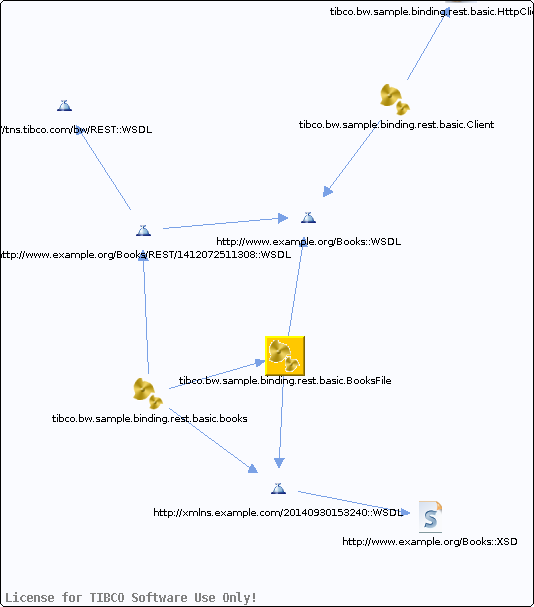 tibco.bw.sample.binding.rest.basic.HttpClie
tibco.bw.sample.binding.rest.basic.Client
//tns.tibco.com/bw/REST::WSDL
http://www.example.org/Books::WSDL
http://www.example.org/Books/REST/1412072511308::WSDL
tibco.bw.sample.binding.rest.basic.BooksFile
tibco.bw.sample.binding.rest.basic.books
http://xmlns.example.com/20140930153240::WSDL
http://www.example.org/Books::XSD
License for TIBCO Software Use Only!